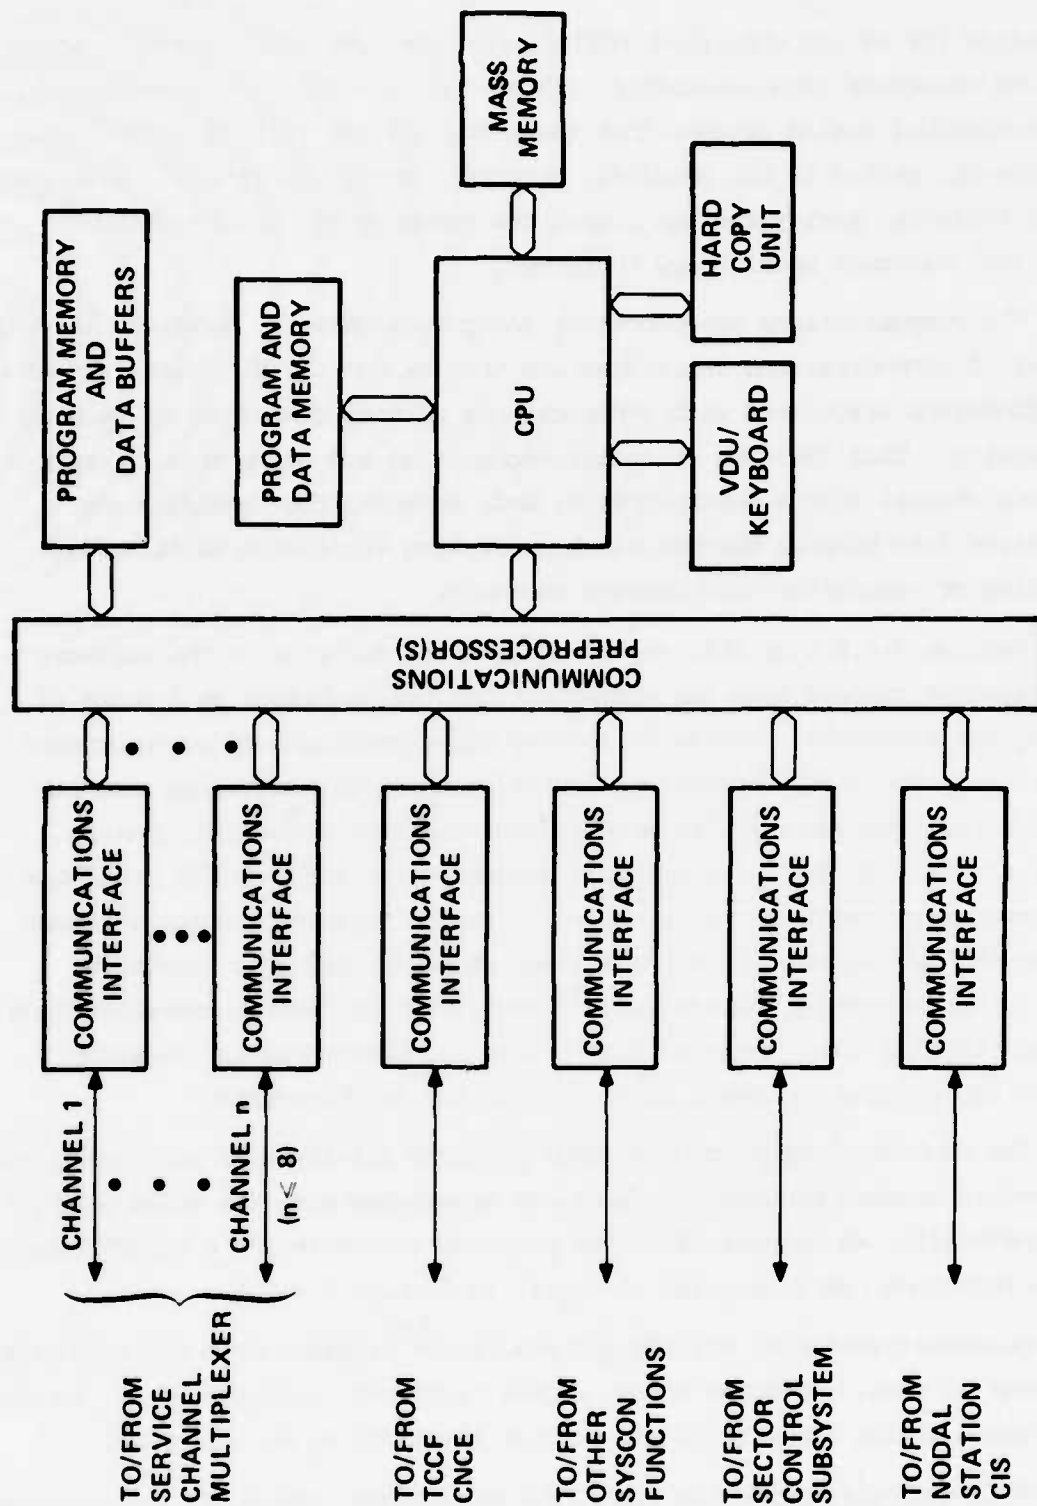 TO/FROM
SERVICE
CHANNEL
MULTIPLEXER
CHANNEL 1
CHANNEL n
(n ≤ 8)
TO/FROM
TCCF
CNCE
TO/FROM
OTHER
SYSCON
FUNCTIONS
TO/FROM
SECTOR
CONTROL
SUBSYSTEM
TO/FROM
NODAL
STATION
CIS
COMMUNICATIONS
INTERFACE
COMMUNICATIONS
INTERFACE
COMMUNICATIONS
INTERFACE
COMMUNICATIONS
INTERFACE
COMMUNICATIONS
INTERFACE
COMMUNICATIONS
INTERFACE
COMMUNICATIONS
PREPROCESSOR(S)
PROGRAM MEMORY
AND
DATA BUFFERS
PROGRAM AND
DATA MEMORY
CPU
MASS
MEMORY
VDU/
KEYBOARD
HARD
COPY
UNIT